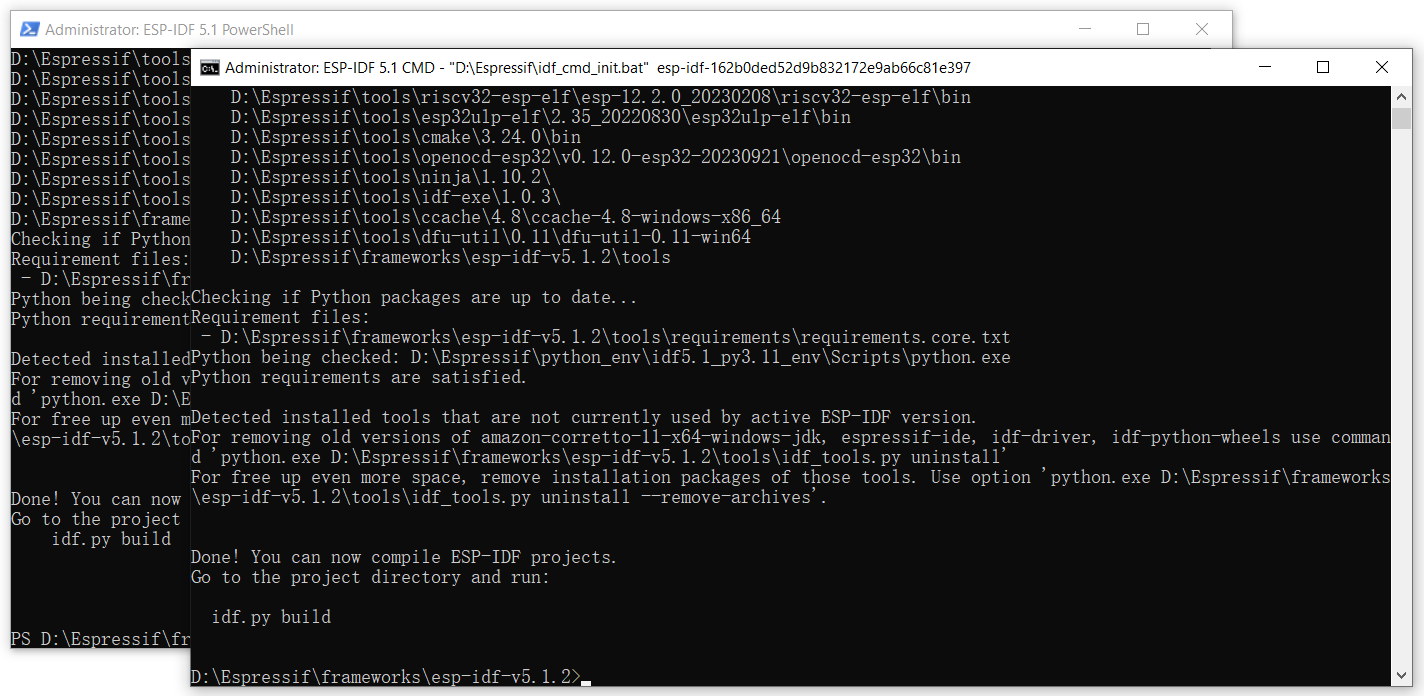 Administrator: ESP-IDF 5.1 PowerShell
D:\Espressif\tools
D:\Espressif\tools
D:\Espressif\tools
D:\Espressif\tools
D:\Espressif\tools
D:\Espressif\tools
D:\Espressif\tools
D:\Espressif\tools
D:\Espressif\frame
Checking if Python
Requirement files:
 - D:\Espressif\fr
Python being check
Python requirement
Detected installed
For removing old v
d 'python.exe D:\E
For free up even m
\esp-idf-v5.1.2\to
Done! You can now
Go to the project
    idf.py build
PS D:\Espressif\fr
Administrator: ESP-IDF 5.1 CMD - "D:\Espressif\idf_cmd_init.bat"  esp-idf-162b0ded52d9b832172e9ab66c81e397
    D:\Espressif\tools\riscv32-esp-elf\esp-12.2.0_20230208\riscv32-esp-elf\bin
    D:\Espressif\tools\esp32ulp-elf\2.35_20220830\esp32ulp-elf\bin
    D:\Espressif\tools\cmake\3.24.0\bin
    D:\Espressif\tools\openocd-esp32\v0.12.0-esp32-20230921\openocd-esp32\bin
    D:\Espressif\tools\ninja\1.10.2\
    D:\Espressif\tools\idf-exe\1.0.3\
    D:\Espressif\tools\ccache\4.8\ccache-4.8-windows-x86_64
    D:\Espressif\tools\dfu-util\0.11\dfu-util-0.11-win64
    D:\Espressif\frameworks\esp-idf-v5.1.2\tools
Checking if Python packages are up to date...
Requirement files:
 - D:\Espressif\frameworks\esp-idf-v5.1.2\tools\requirements\requirements.core.txt
Python being checked: D:\Espressif\python_env\idf5.1_py3.11_env\Scripts\python.exe
Python requirements are satisfied.
Detected installed tools that are not currently used by active ESP-IDF version.
For removing old versions of amazon-corretto-11-x64-windows-jdk, espressif-ide, idf-driver, idf-python-wheels use comman
d 'python.exe D:\Espressif\frameworks\esp-idf-v5.1.2\tools\idf_tools.py uninstall'
For free up even more space, remove installation packages of those tools. Use option 'python.exe D:\Espressif\frameworks
\esp-idf-v5.1.2\tools\idf_tools.py uninstall --remove-archives'.
Done! You can now compile ESP-IDF projects.
Go to the project directory and run:
  idf.py build
D:\Espressif\frameworks\esp-idf-v5.1.2>